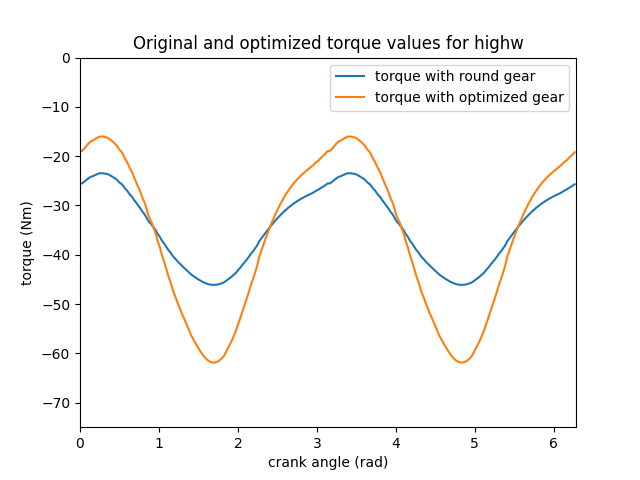 Original and optimized torque values for highw
torque with round gear
torque with optimized gear
0
−10
−20
−30
−40
−50
−60
−70
torque (Nm)
0 1 2 3 4 5 6
crank angle (rad)